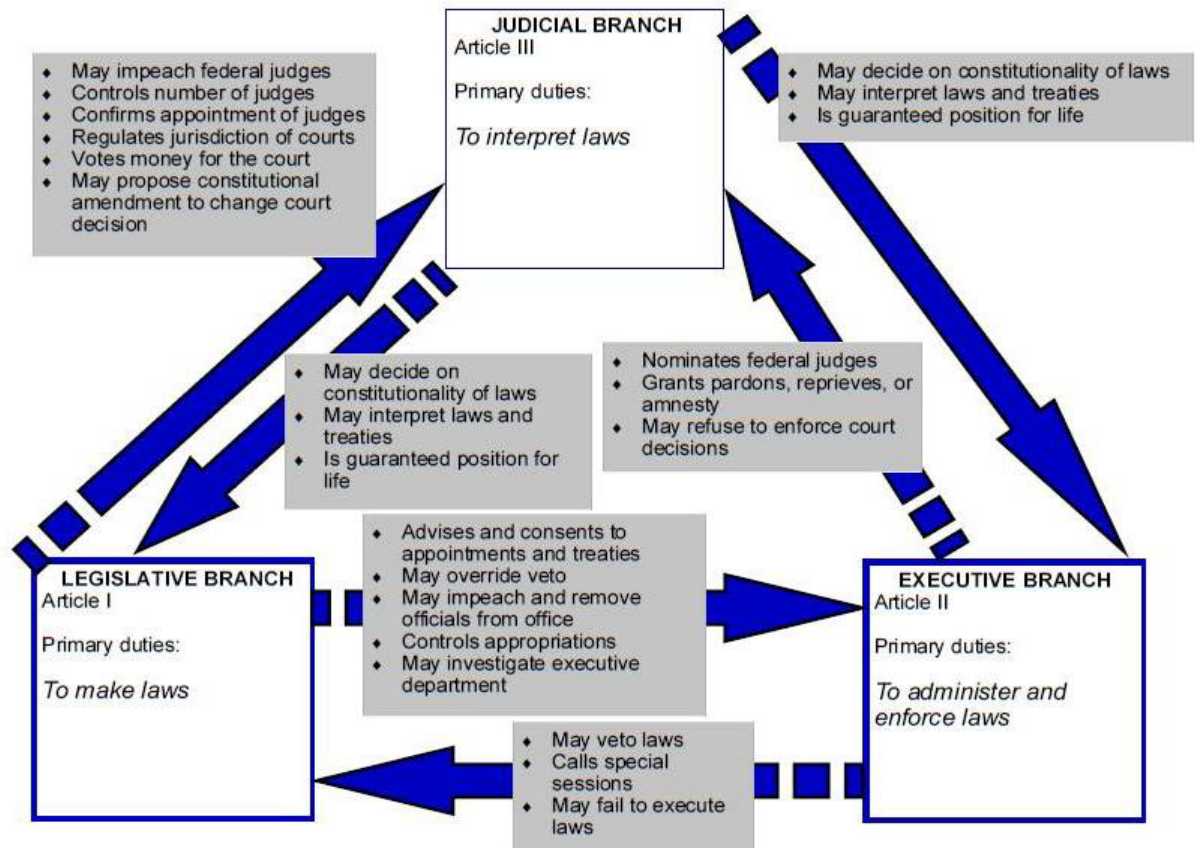 JUDICIAL BRANCH
Article III
Primary duties:
To interpret laws
♦ May impeach federal judges
♦ Controls number of judges
♦ Confirms appointment of judges
♦ Regulates jurisdiction of courts
♦ Votes money for the court
♦ May propose constitutional
amendment to change court
decision
♦ May decide on constitutionality of laws
♦ May interpret laws and treaties
♦ Is guaranteed position for life
♦ May decide on
constitutionality of laws
♦ May interpret laws and
treaties
♦ Is guaranteed position for
life
♦ Nominates federal judges
♦ Grants pardons, reprieves, or
amnesty
♦ May refuse to enforce court
decisions
LEGISLATIVE BRANCH
Article I
Primary duties:
To make laws
♦ Advises and consents to
appointments and treaties
♦ May override veto
♦ May impeach and remove
officials from office
♦ Controls appropriations
♦ May investigate executive
department
EXECUTIVE BRANCH
Article II
Primary duties:
To administer and
enforce laws
♦ May veto laws
♦ Calls special
sessions
♦ May fail to execute
laws